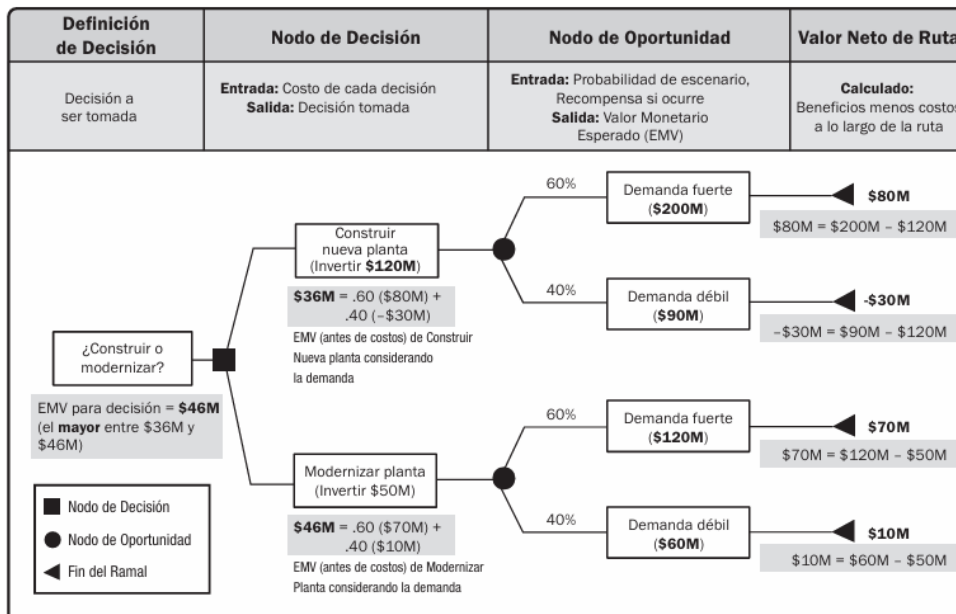 Definición
de Decisión
Nodo de Decisión
Nodo de Oportunidad
Valor Neto de Ruta
Decisión a
ser tomada
Entrada: Costo de cada decisión
Salida: Decisión tomada
Entrada: Probabilidad de escenario,
Recompensa si ocurre
Salida: Valor Monetario
Esperado (EMV)
Calculado:
Beneficios menos costos
a lo largo de la ruta
¿Construir o
modernizar?
EMV para decisión = $46M
(el mayor entre $36M y
$46M)
Construir
nueva planta
(Invertir $120M)
$36M = .60 ($80M) +
.40 (–$30M)
EMV (antes de costos) de Construir
Nueva planta considerando
la demanda
60%
Demanda fuerte
($200M)
$80M
$80M = $200M – $120M
40%
Demanda débil
($90M)
-$30M
–$30M = $90M – $120M
Modernizar planta
(Invertir $50M)
$46M = .60 ($70M) +
.40 ($10M)
EMV (antes de costos) de Modernizar
Planta considerando la demanda
60%
Demanda fuerte
($120M)
$70M
$70M = $120M – $50M
40%
Demanda débil
($60M)
$10M
$10M = $60M – $50M
Nodo de Decisión
Nodo de Oportunidad
Fin del Ramal